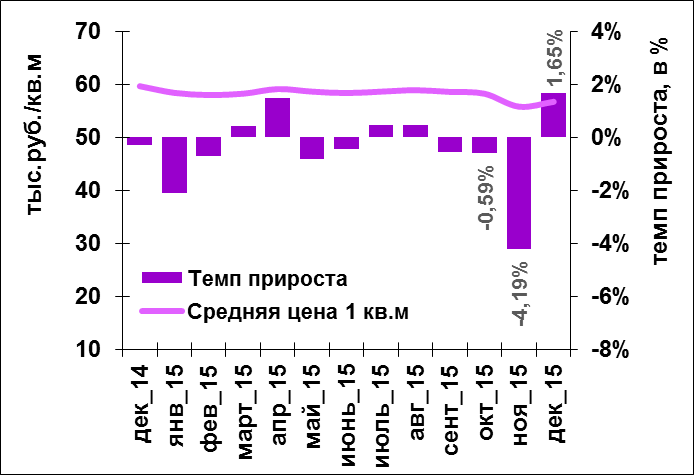 тыс.руб./кв.м
70
60
50
40
30
20
10
4%
2%
0%
-2%
-4%
-6%
-8%
темп прироста, в %
-0,59%
-4,19%
1,65%
Темп прироста
Средняя цена 1 кв.м
дек_14
янв_15
фев_15
март_15
апр_15
май_15
июнь_15
июль_15
авг_15
сент_15
окт_15
ноя_15
дек_15